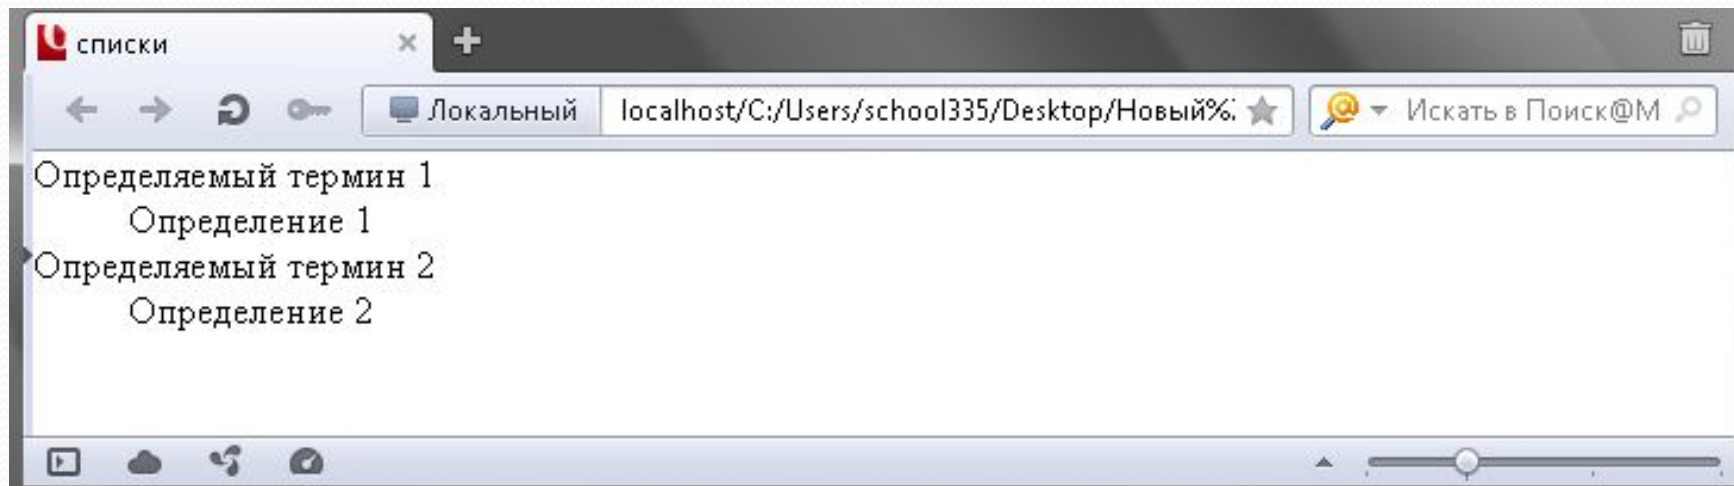 списки
Локальный localhost/C:/Users/school335/Desktop/Новый%2 Искать в Поиск@M
Определяемый термин 1
Определение 1
Определяемый термин 2
Определение 2